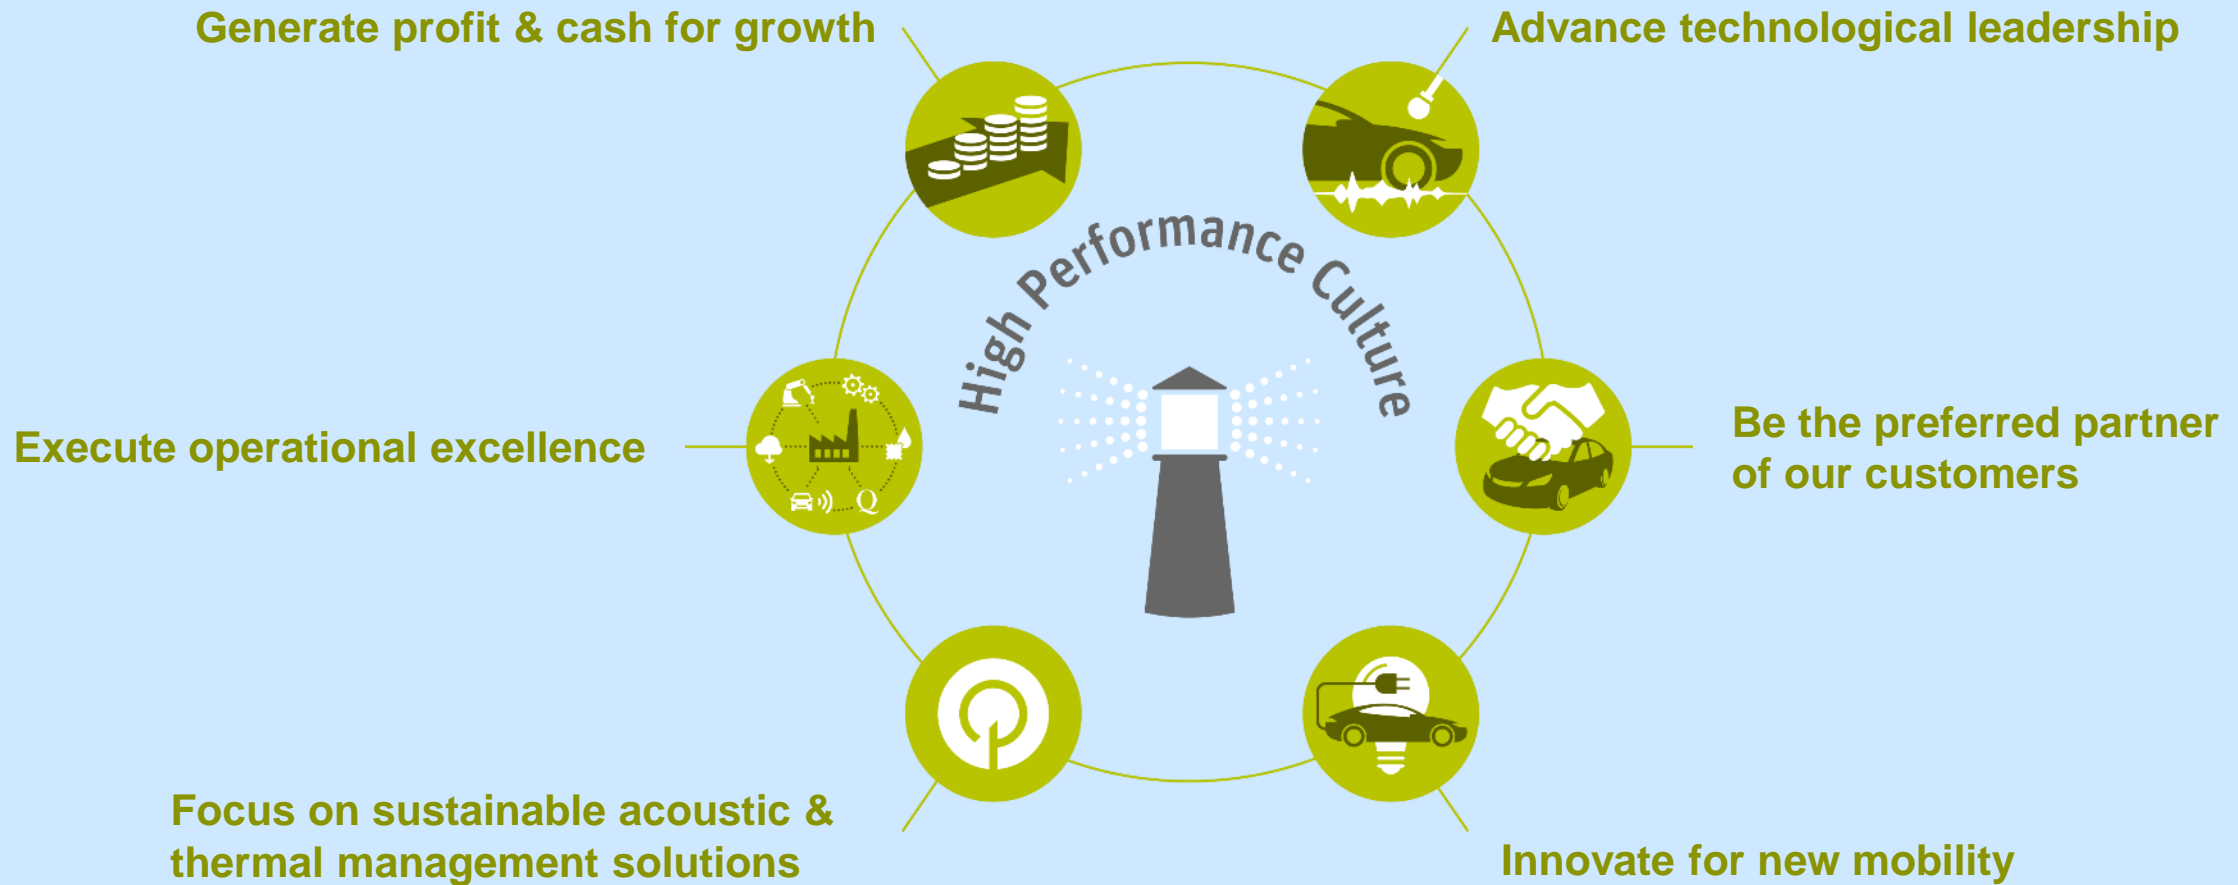 Generate profit & cash for growth
Advance technological leadership
High Performance Culture
Execute operational excellence
Q
Be the preferred partner
of our customers
Focus on sustainable acoustic &
thermal management solutions
Innovate for new mobility